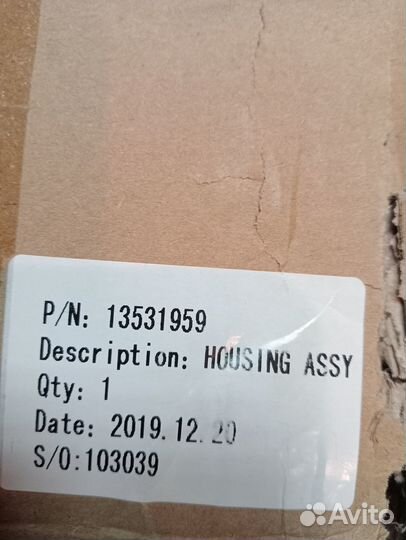 P/N: 13531959
Description: HOUSING ASSY
Qty: 1
Date: 2019.12.20
S/O:103039
Avito